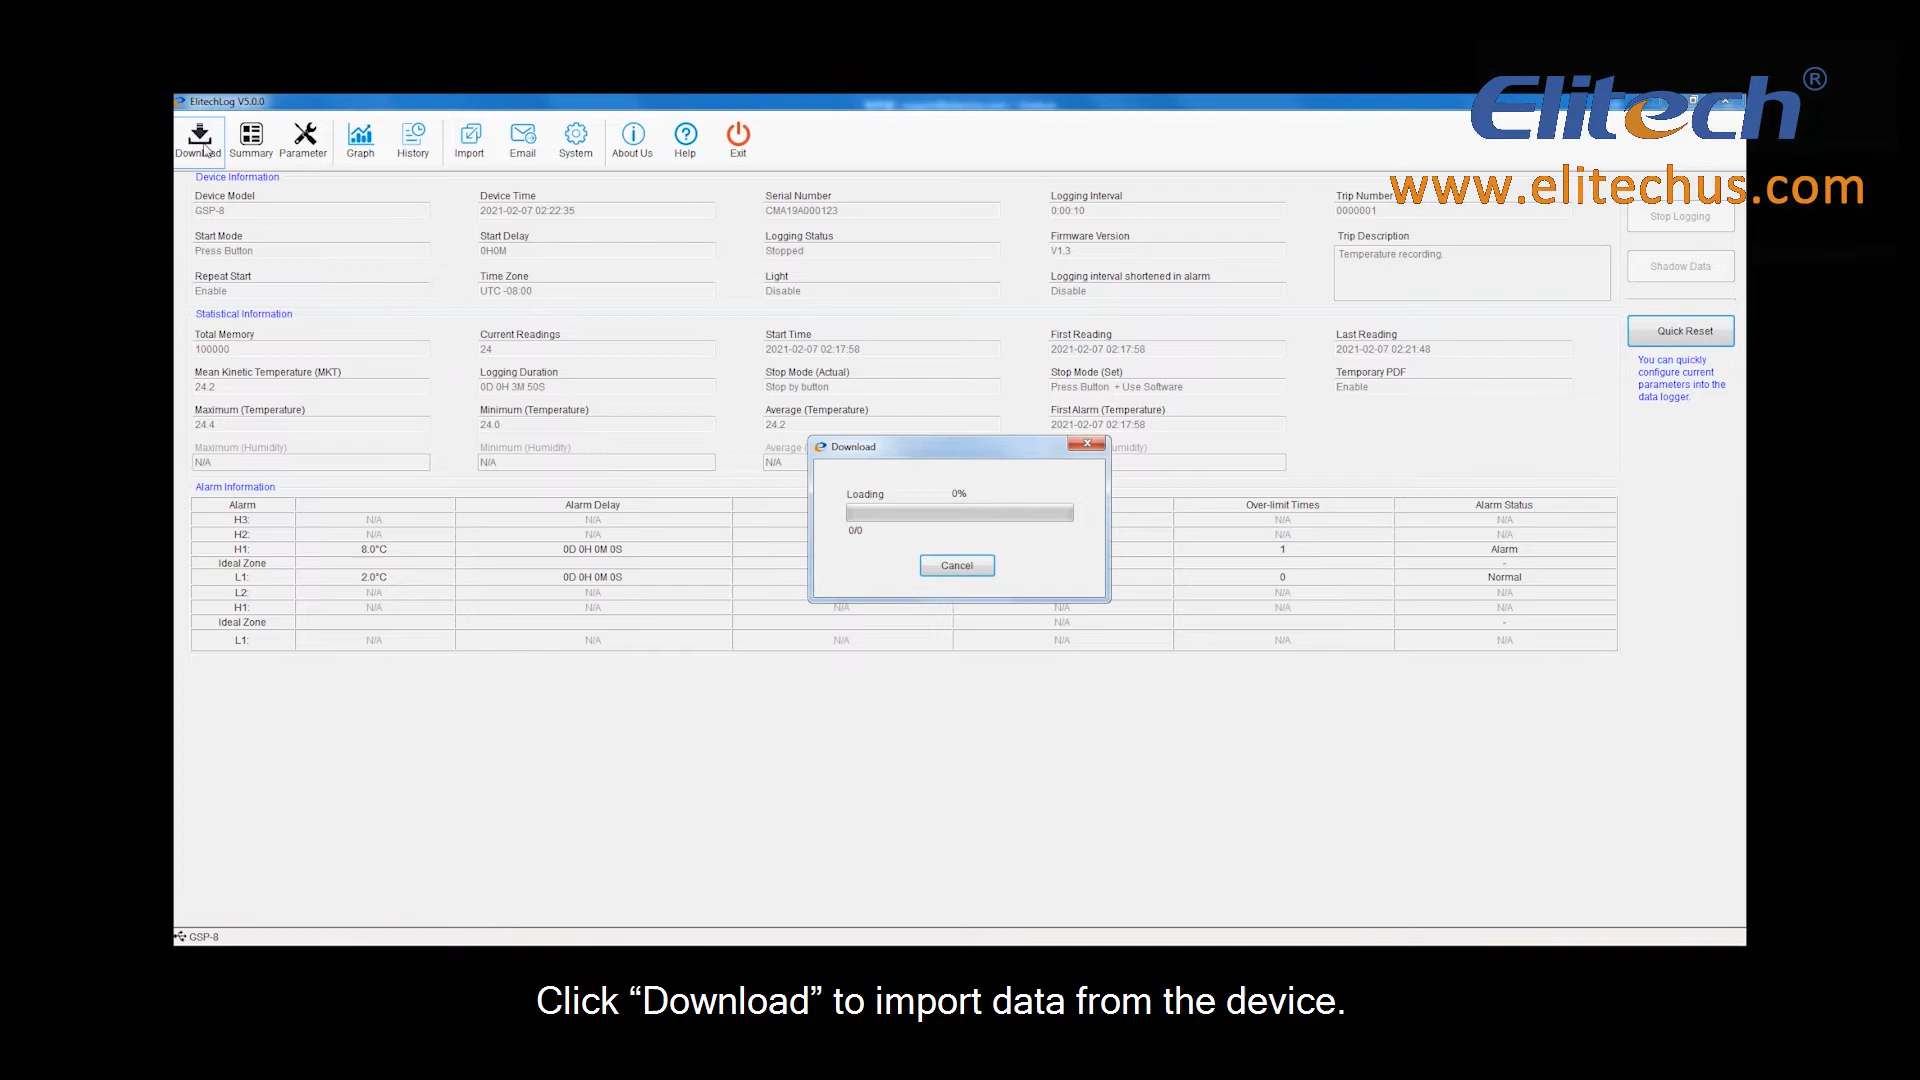 Elitech®
www.elitechus.com
ElitechLog V5.0.0
Download Summary Parameter Graph History Import Email System About Us Help Exit
Device Information
Device Model Device Time Serial Number Logging Interval Trip Number
GSP-8 2021-02-07 02:22:35 CMA19A000123 0:00:10 0000001
Stop Logging
Start Mode Start Delay Logging Status Firmware Version Trip Description
Press Button 0H0M Stopped V1.3 Temperature recording.
Shadow Data
Repeat Start Time Zone Light Logging interval shortened in alarm
Enable UTC -08:00 Disable Disable
Statistical Information
Quick Reset
You can quickly
configure current
parameters into the
data logger.
Total Memory Current Readings Start Time First Reading Last Reading
100000 24 2021-02-07 02:17:58 2021-02-07 02:17:58 2021-02-07 02:21:48
Mean Kinetic Temperature (MKT) Logging Duration Stop Mode (Actual) Stop Mode (Set) Temporary PDF
24.2 0D 0H 3M 50S Stop by button Press Button + Use Software Enable
Maximum (Temperature) Minimum (Temperature) Average (Temperature) First Alarm (Temperature)
24.4 24.0 24.2 2021-02-07 02:17:58
Maximum (Humidity) Minimum (Humidity) Average umidity)
N/A N/A N/A
Download
Loading 0%
0/0
Cancel
Alarm Information
Alarm Alarm Delay Over-limit Times Alarm Status
H3: N/A N/A N/A N/A
H2: N/A N/A N/A N/A
H1: 8.0°C 0D 0H 0M 0S 1 Alarm
Ideal Zone -
L1: 2.0°C 0D 0H 0M 0S 0 Normal
L2: N/A N/A N/A N/A
H1: N/A N/A N/A N/A N/A N/A
Ideal Zone N/A -
L1: N/A N/A N/A N/A N/A N/A
GSP-8
Click “Download” to import data from the device.